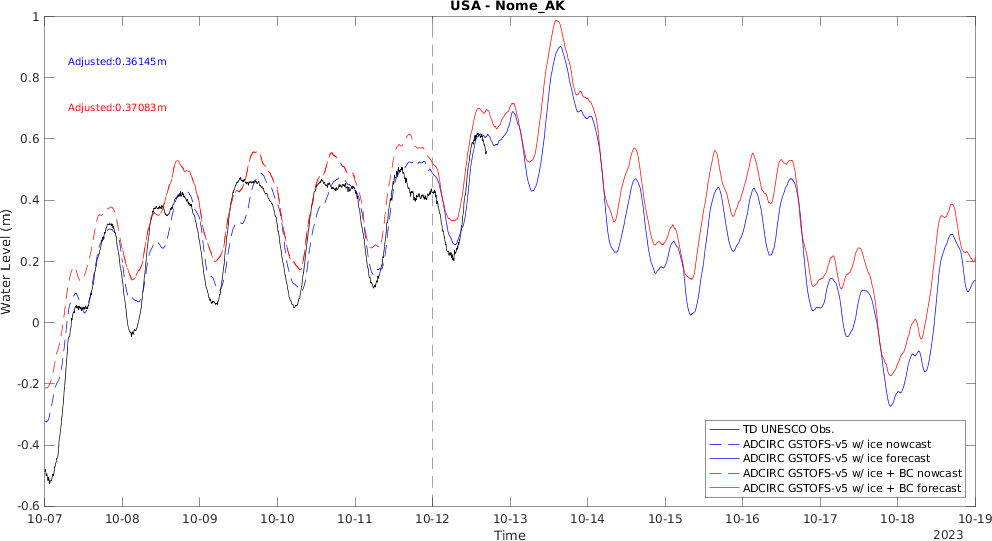 USA - Nome_AK
Adjusted:0.36145m
Adjusted:0.37083m
Water Level (m)
1
0.8
0.6
0.4
0.2
0
-0.2
-0.4
-0.6
10-07 10-08 10-09 10-10 10-11 10-12 10-13 10-14 10-15 10-16 10-17 10-18 10-19
Time
2023
TD UNESCO Obs.
ADCIRC GSTOFS-v5 w/ ice nowcast
ADCIRC GSTOFS-v5 w/ ice forecast
ADCIRC GSTOFS-v5 w/ ice + BC nowcast
ADCIRC GSTOFS-v5 w/ ice + BC forecast